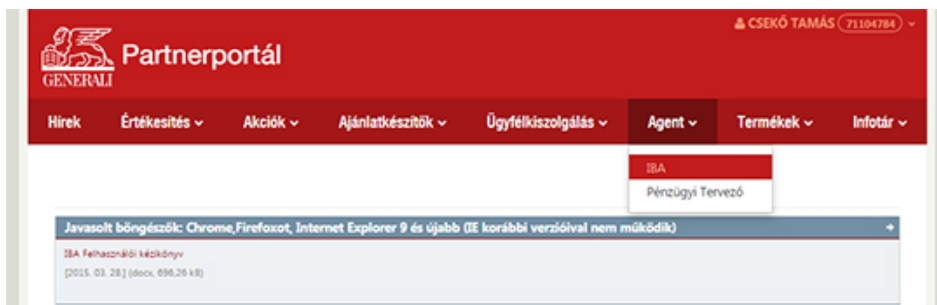 CSEKŐ TAMÁS 71104784
GENERALI
Partnerportál
Hírek Értékesítés Akciók Ajánlatkészítők Ügyfélkiszolgálás Agent Termékek Infotár
IBA
Pénzügyi Tervező
Javasolt böngészők: Chrome,Firefoxot, Internet Explorer 9 és újabb (IE korábbi verzióival nem működik)
IBA Felhasználói kézikönyv
[2015. 03. 28.] (docx, 696,26 kB)